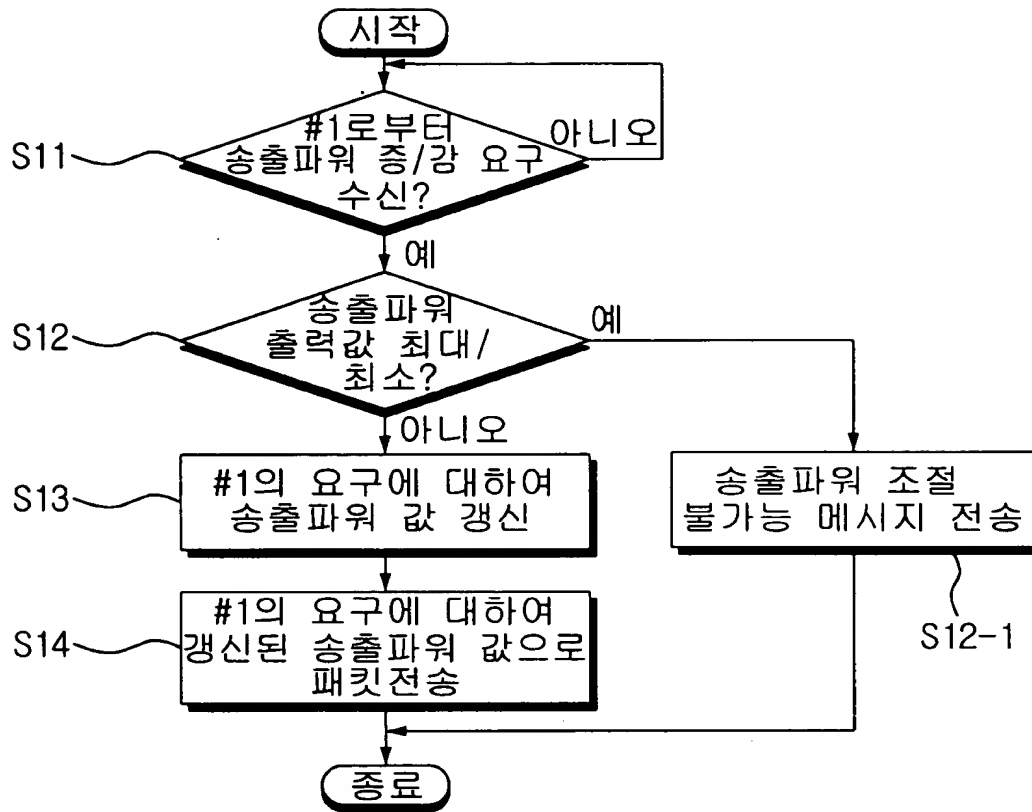 시작
#1로부터
송출파워 증/감 요구
수신?
아니오
S11
예
송출파워
출력값 최대/
최소?
예
S12
아니오
#1의 요구에 대하여
송출파워 값 갱신
S13
송출파워 조절
불가능 메시지 전송
S12-1
#1의 요구에 대하여
갱신된 송출파워 값으로
패킷전송
S14
종료